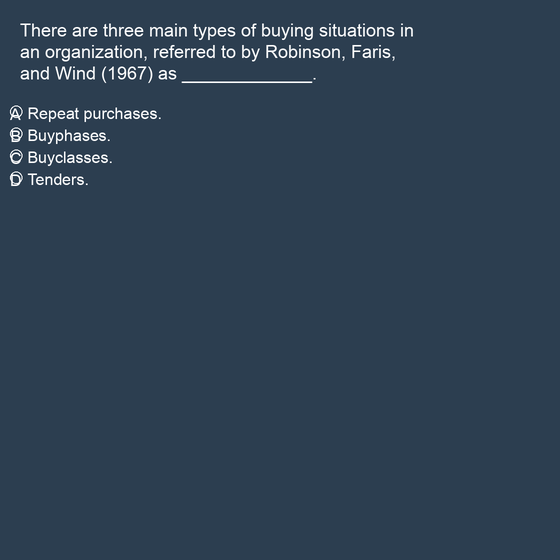 There are three main types of buying situations in
an organization, referred to by Robinson, Faris,
and Wind (1967) as _____________.
A Repeat purchases.
B Buyphases.
C Buyclasses.
D Tenders.